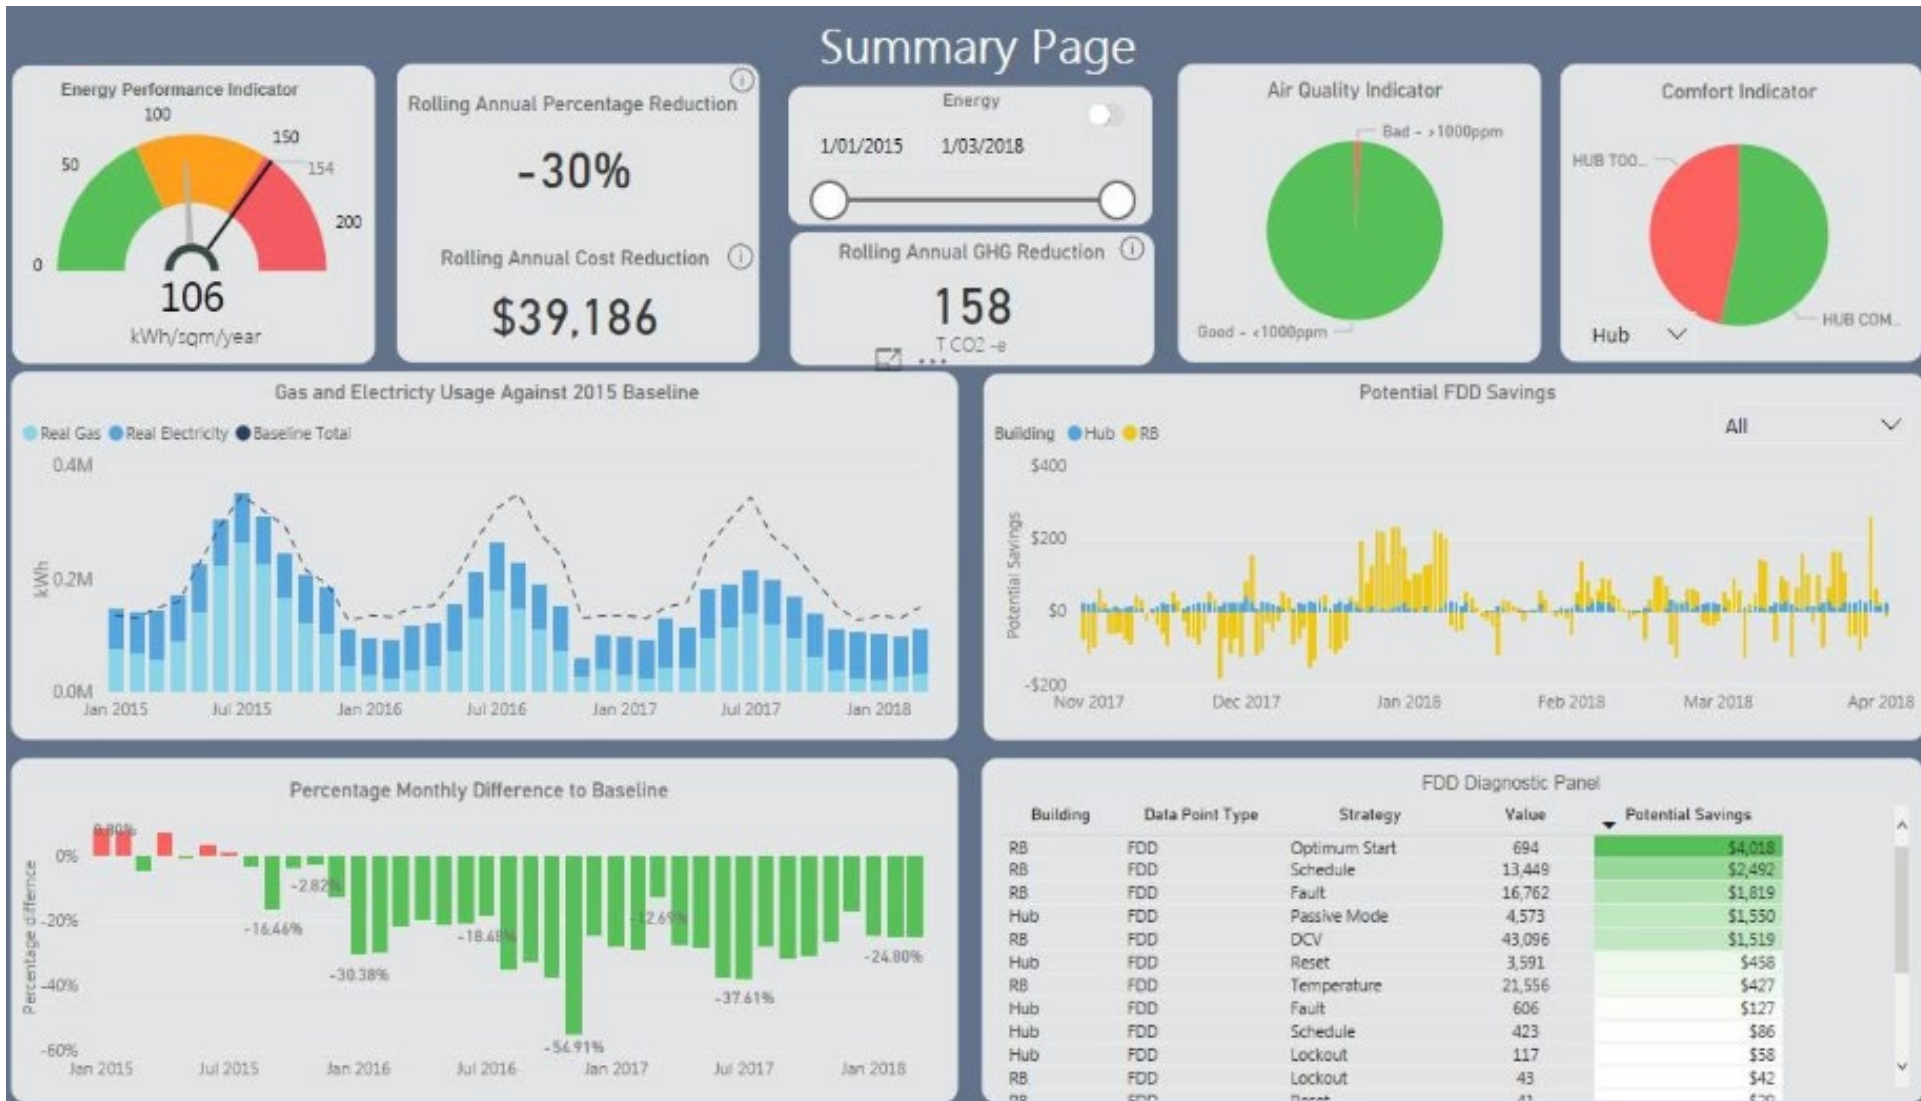 Summary Page
Energy Performance Indicator
0
50
100
150
154
200
106
kWh/sqm/year
Rolling Annual Percentage Reduction
-30%
Rolling Annual Cost Reduction
$39,186
Energy
1/01/2015 1/03/2018
Rolling Annual GHG Reduction
158
T CO2 -e
Air Quality Indicator
Bad - >1000ppm
Good - <1000ppm
Comfort Indicator
HUB TOO...
HUB COM...
Hub
Gas and Electricty Usage Against 2015 Baseline
Real Gas Real Electricity Baseline Total
kWh
0.4M
0.2M
0.0M
Jan 2015 Jul 2015 Jan 2016 Jul 2016 Jan 2017 Jul 2017 Jan 2018
Potential FDD Savings
All
Building Hub RB
Potential Savings
$400
$200
$0
-$200
Nov 2017 Dec 2017 Jan 2018 Feb 2018 Mar 2018 Apr 2018
Percentage Monthly Difference to Baseline
Percentage difference
0%
-20%
-40%
-60%
-16.46%
-2.82%
-30.38%
-54.91%
-12.69%
-37.61%
-24.80%
Jan 2015 Jul 2015 Jan 2016 Jul 2016 Jan 2017 Jul 2017 Jan 2018
FDD Diagnostic Panel
Building Data Point Type Strategy Value Potential Savings
RB FDD Optimum Start 694 $4,018
RB FDD Schedule 13,449 $2,492
RB FDD Fault 16,762 $1,819
Hub FDD Passive Mode 4,573 $1,550
RB FDD DCV 43,096 $1,519
Hub FDD Reset 3,591 $458
RB FDD Temperature 21,556 $427
Hub FDD Fault 606 $127
Hub FDD Schedule 423 $86
Hub FDD Lockout 117 $58
RB FDD Lockout 43 $42